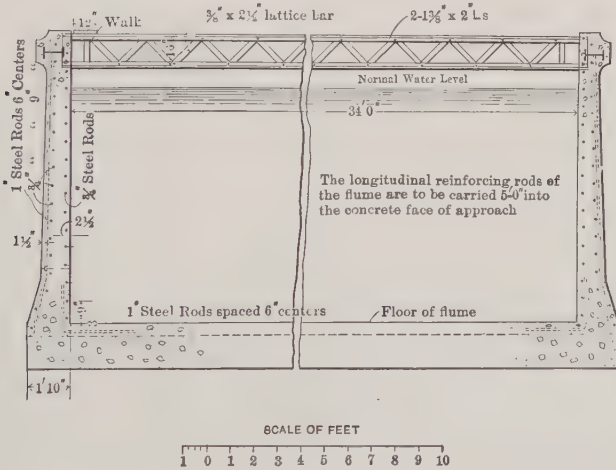 12" Walk
⅜" x 2½" lattice bar
2-1⅜" x 2" Ls
Normal Water Level
34'0"
1" Steel Rods 6" Centers
9"
¾" Steel Rods
The longitudinal reinforcing rods of
the flume are to be carried 5'-0" into
the concrete face of approach
2½"
1½"
1" Steel Rods spaced 6" centers
Floor of flume
1'10"
SCALE OF FEET
1 0 1 2 3 4 5 6 7 8 9 10